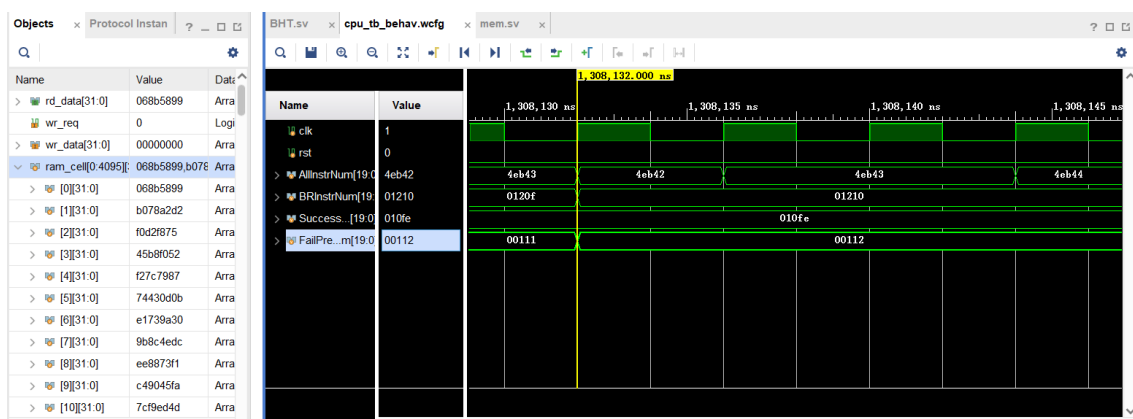 Objects × Protocol Instan ? _
Name Value Data
rd_data[31:0] 068b5899 Arra
wr_req 0 Logi
wr_data[31:0] 00000000 Arra
ram_cell[0:4095][ 068b5899,b078 Arra
[0][31:0] 068b5899 Arra
[1][31:0] b078a2d2 Arra
[2][31:0] f0d2f875 Arra
[3][31:0] 45b8f052 Arra
[4][31:0] f27c7987 Arra
[5][31:0] 74430d0b Arra
[6][31:0] e1739a30 Arra
[7][31:0] 9b8c4edc Arra
[8][31:0] ee8873f1 Arra
[9][31:0] c49045fa Arra
[10][31:0] 7cf9ed4d Arra
BHT.sv × cpu_tb_behav.wcfg × mem.sv × ?
1,308,132.000 ns
Name Value 1,308,130 ns 1,308,135 ns 1,308,140 ns 1,308,145 ns
clk 1
rst 0
AllInstrNum[19:0 4eb42 4eb43 4eb42 4eb43 4eb44
BRInstrNum[19: 01210 0120f 01210
Success...[19:0] 010fe 010fe
FailPre...m[19:0] 00112 00111 00112